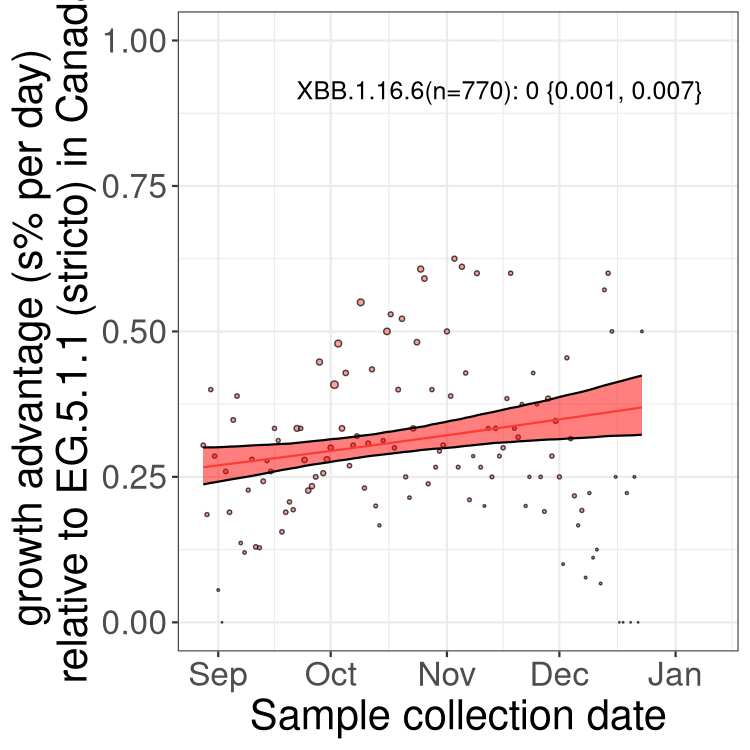 growth advantage (s% per day)
relative to EG.5.1.1 (stricto) in Canada
1.00
0.75
0.50
0.25
0.00
XBB.1.16.6(n=770): 0 {0.001, 0.007}
Sep Oct Nov Dec Jan
Sample collection date